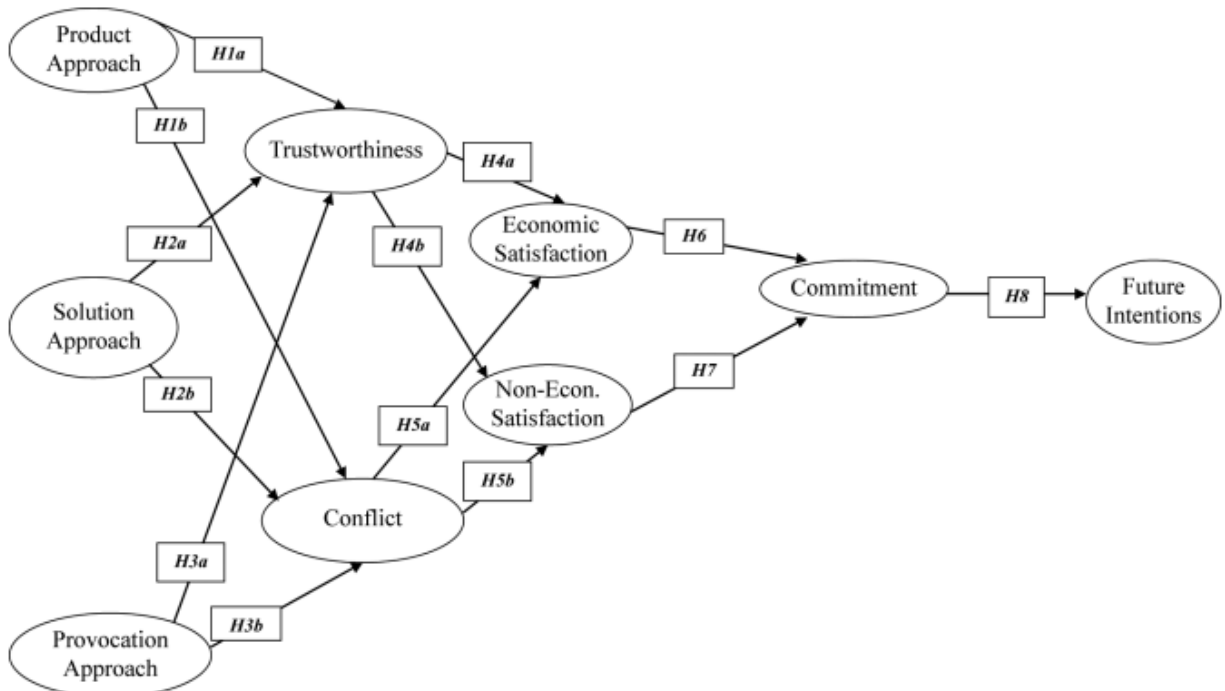 Product
Approach
H1a
H1b
Trustworthiness
H4a
H2a
H4b
Economic
Satisfaction
H6
Commitment
H8
Future
Intentions
Solution
Approach
H2b
H5a
Non-Econ.
Satisfaction
H7
H5b
Conflict
H3a
H3b
Provocation
Approach